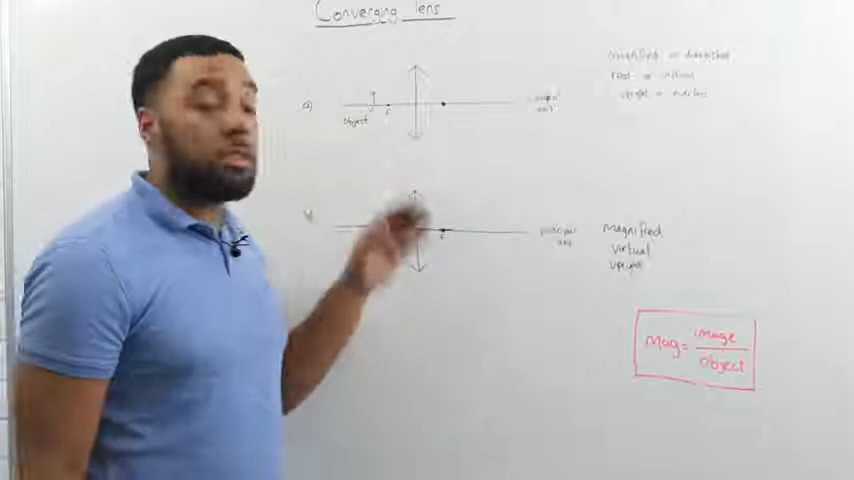 Converging lens
magnified or diminished
real or virtual
upright or
a)
object
F
principal
axis
principal
axis
magnified
virtual
upright
Mag = image
object